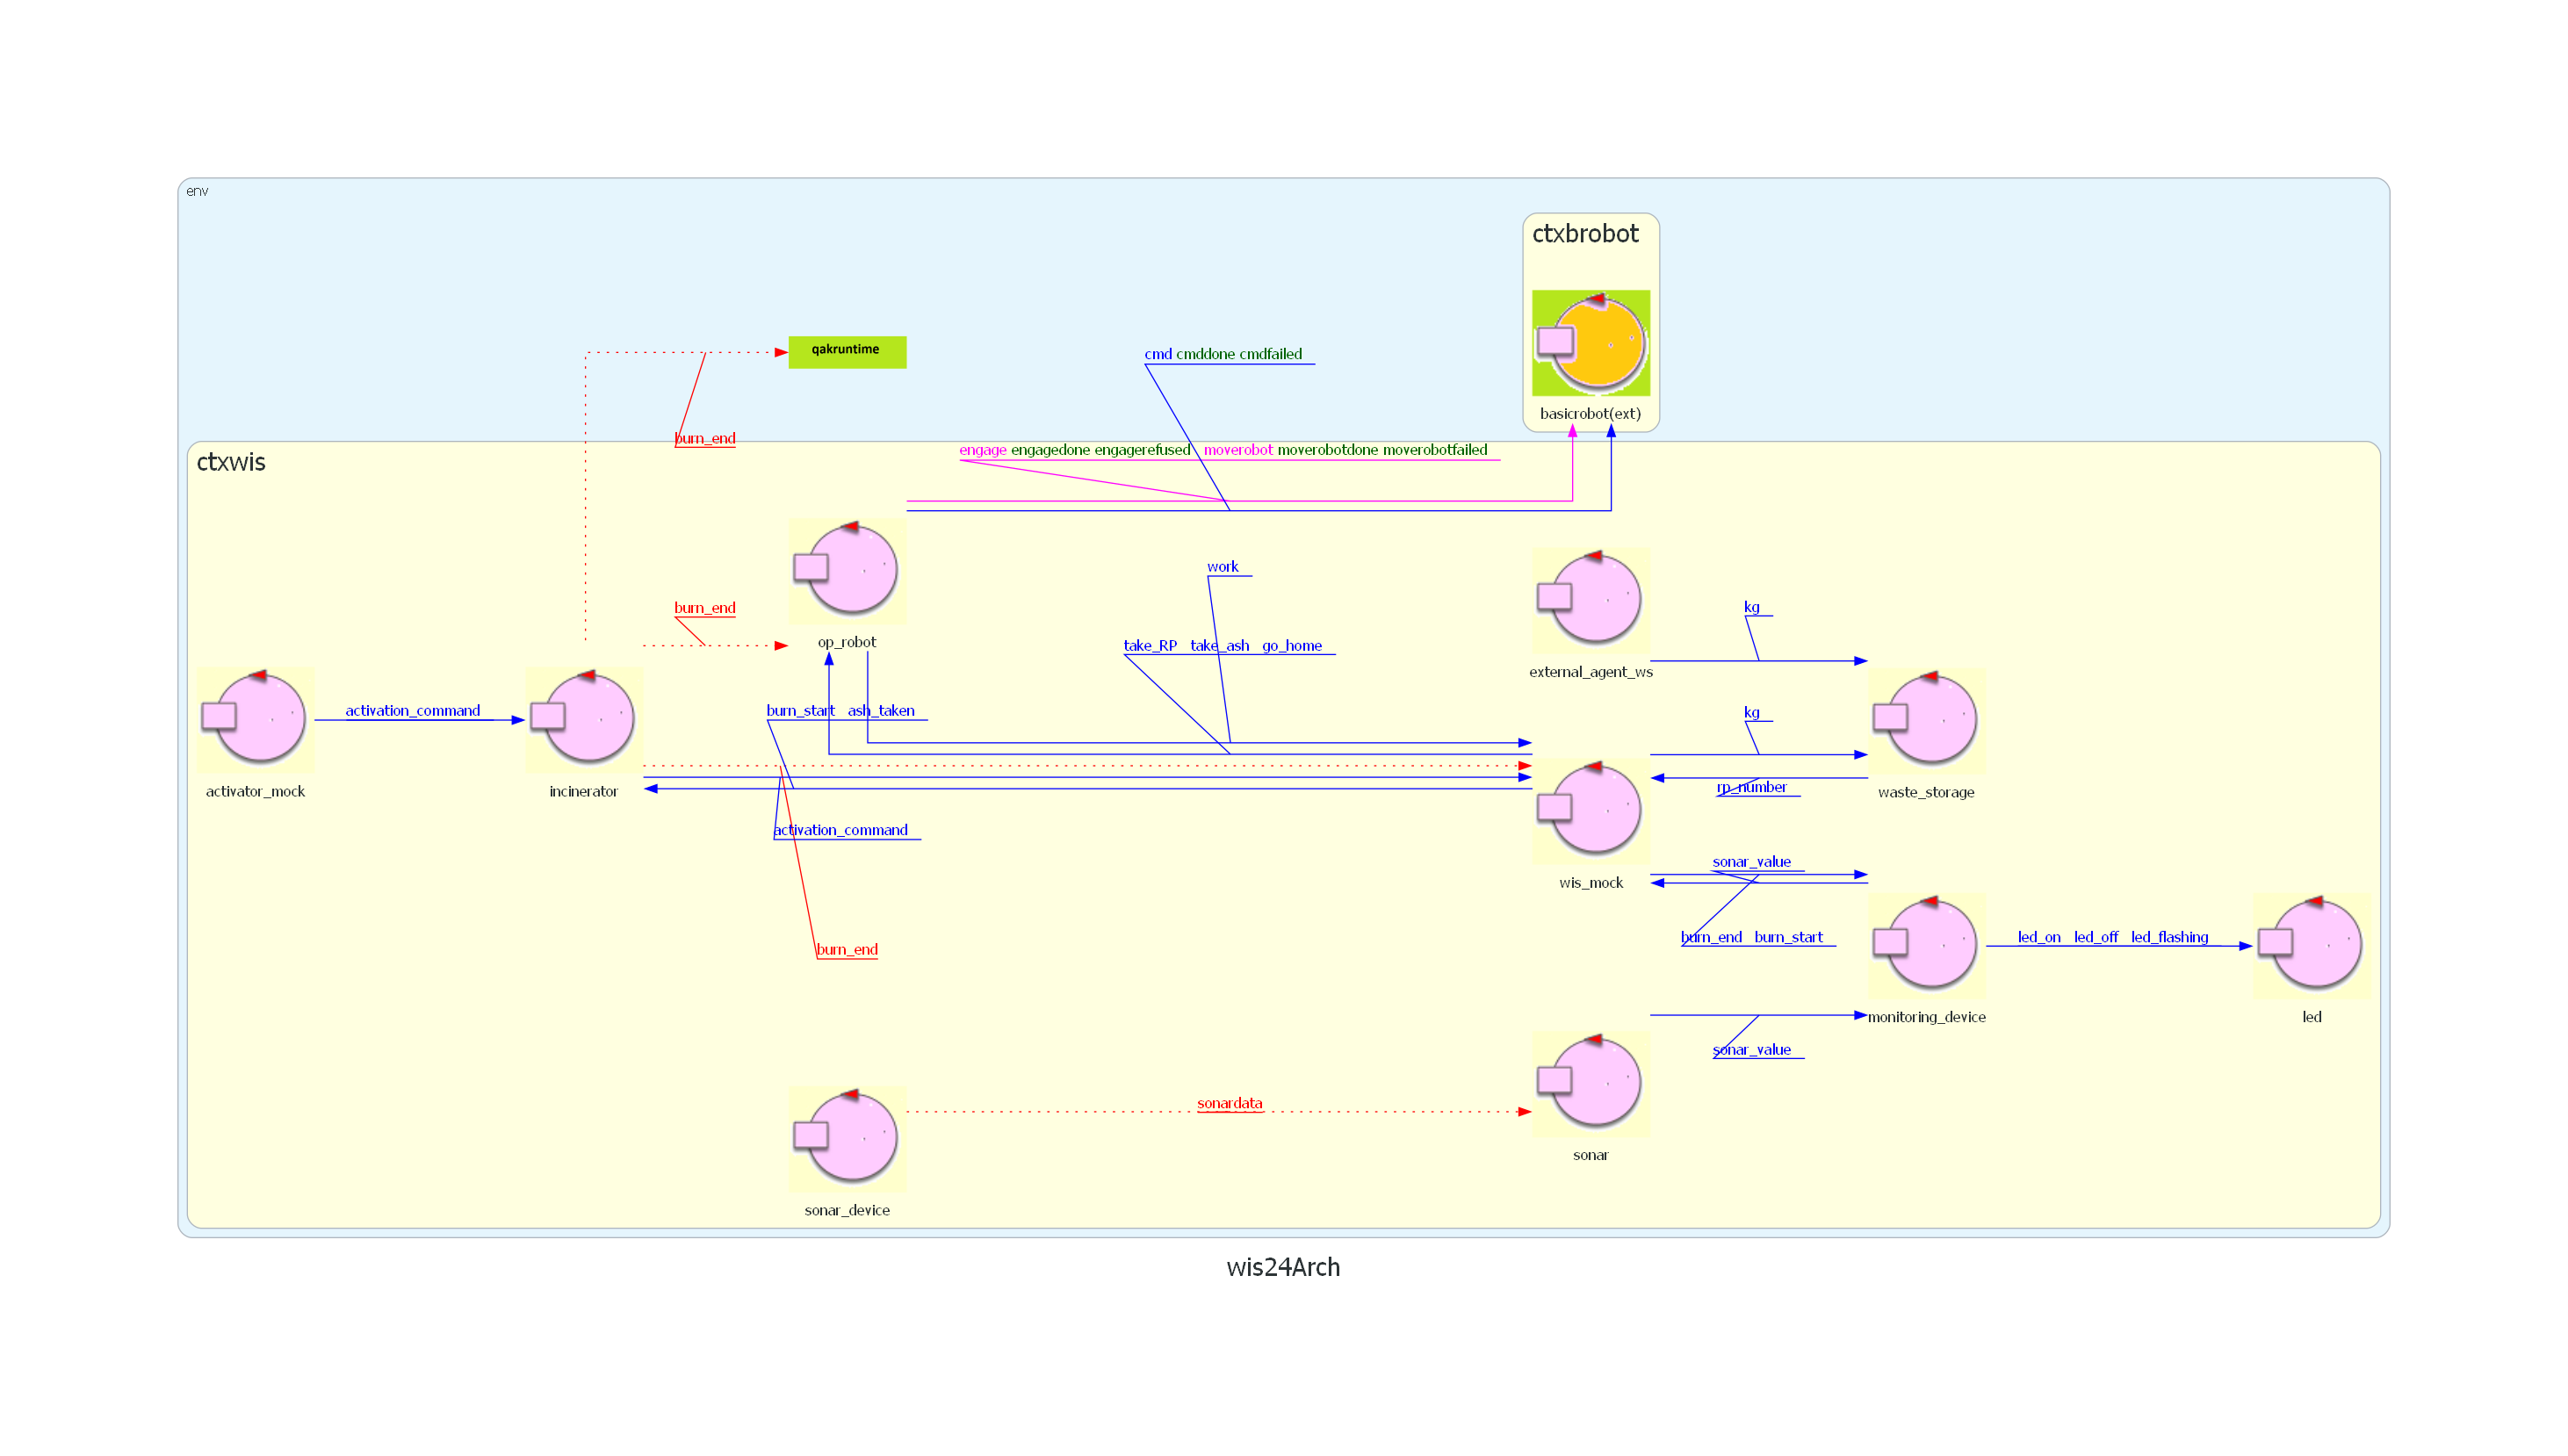 env
ctxbrobot
qakruntime
cmd cmddone cmdfailed
basicrobot(ext)
burn_end
engage engagedone engagerefused moverobot moverobotdone moverobotfailed
ctxwis
work
burn_end
kg
op_robot
take_RP take_ash go_home
external_agent_ws
activation_command
burn_start ash_taken
kg
rp_number
activator_mock
incinerator
waste_storage
activation_command
sonar_value
wis_mock
burn_end burn_start
led_on led_off led_flashing
burn_end
monitoring_device
led
sonar_value
sonardata
sonar
sonar_device
wis24Arch